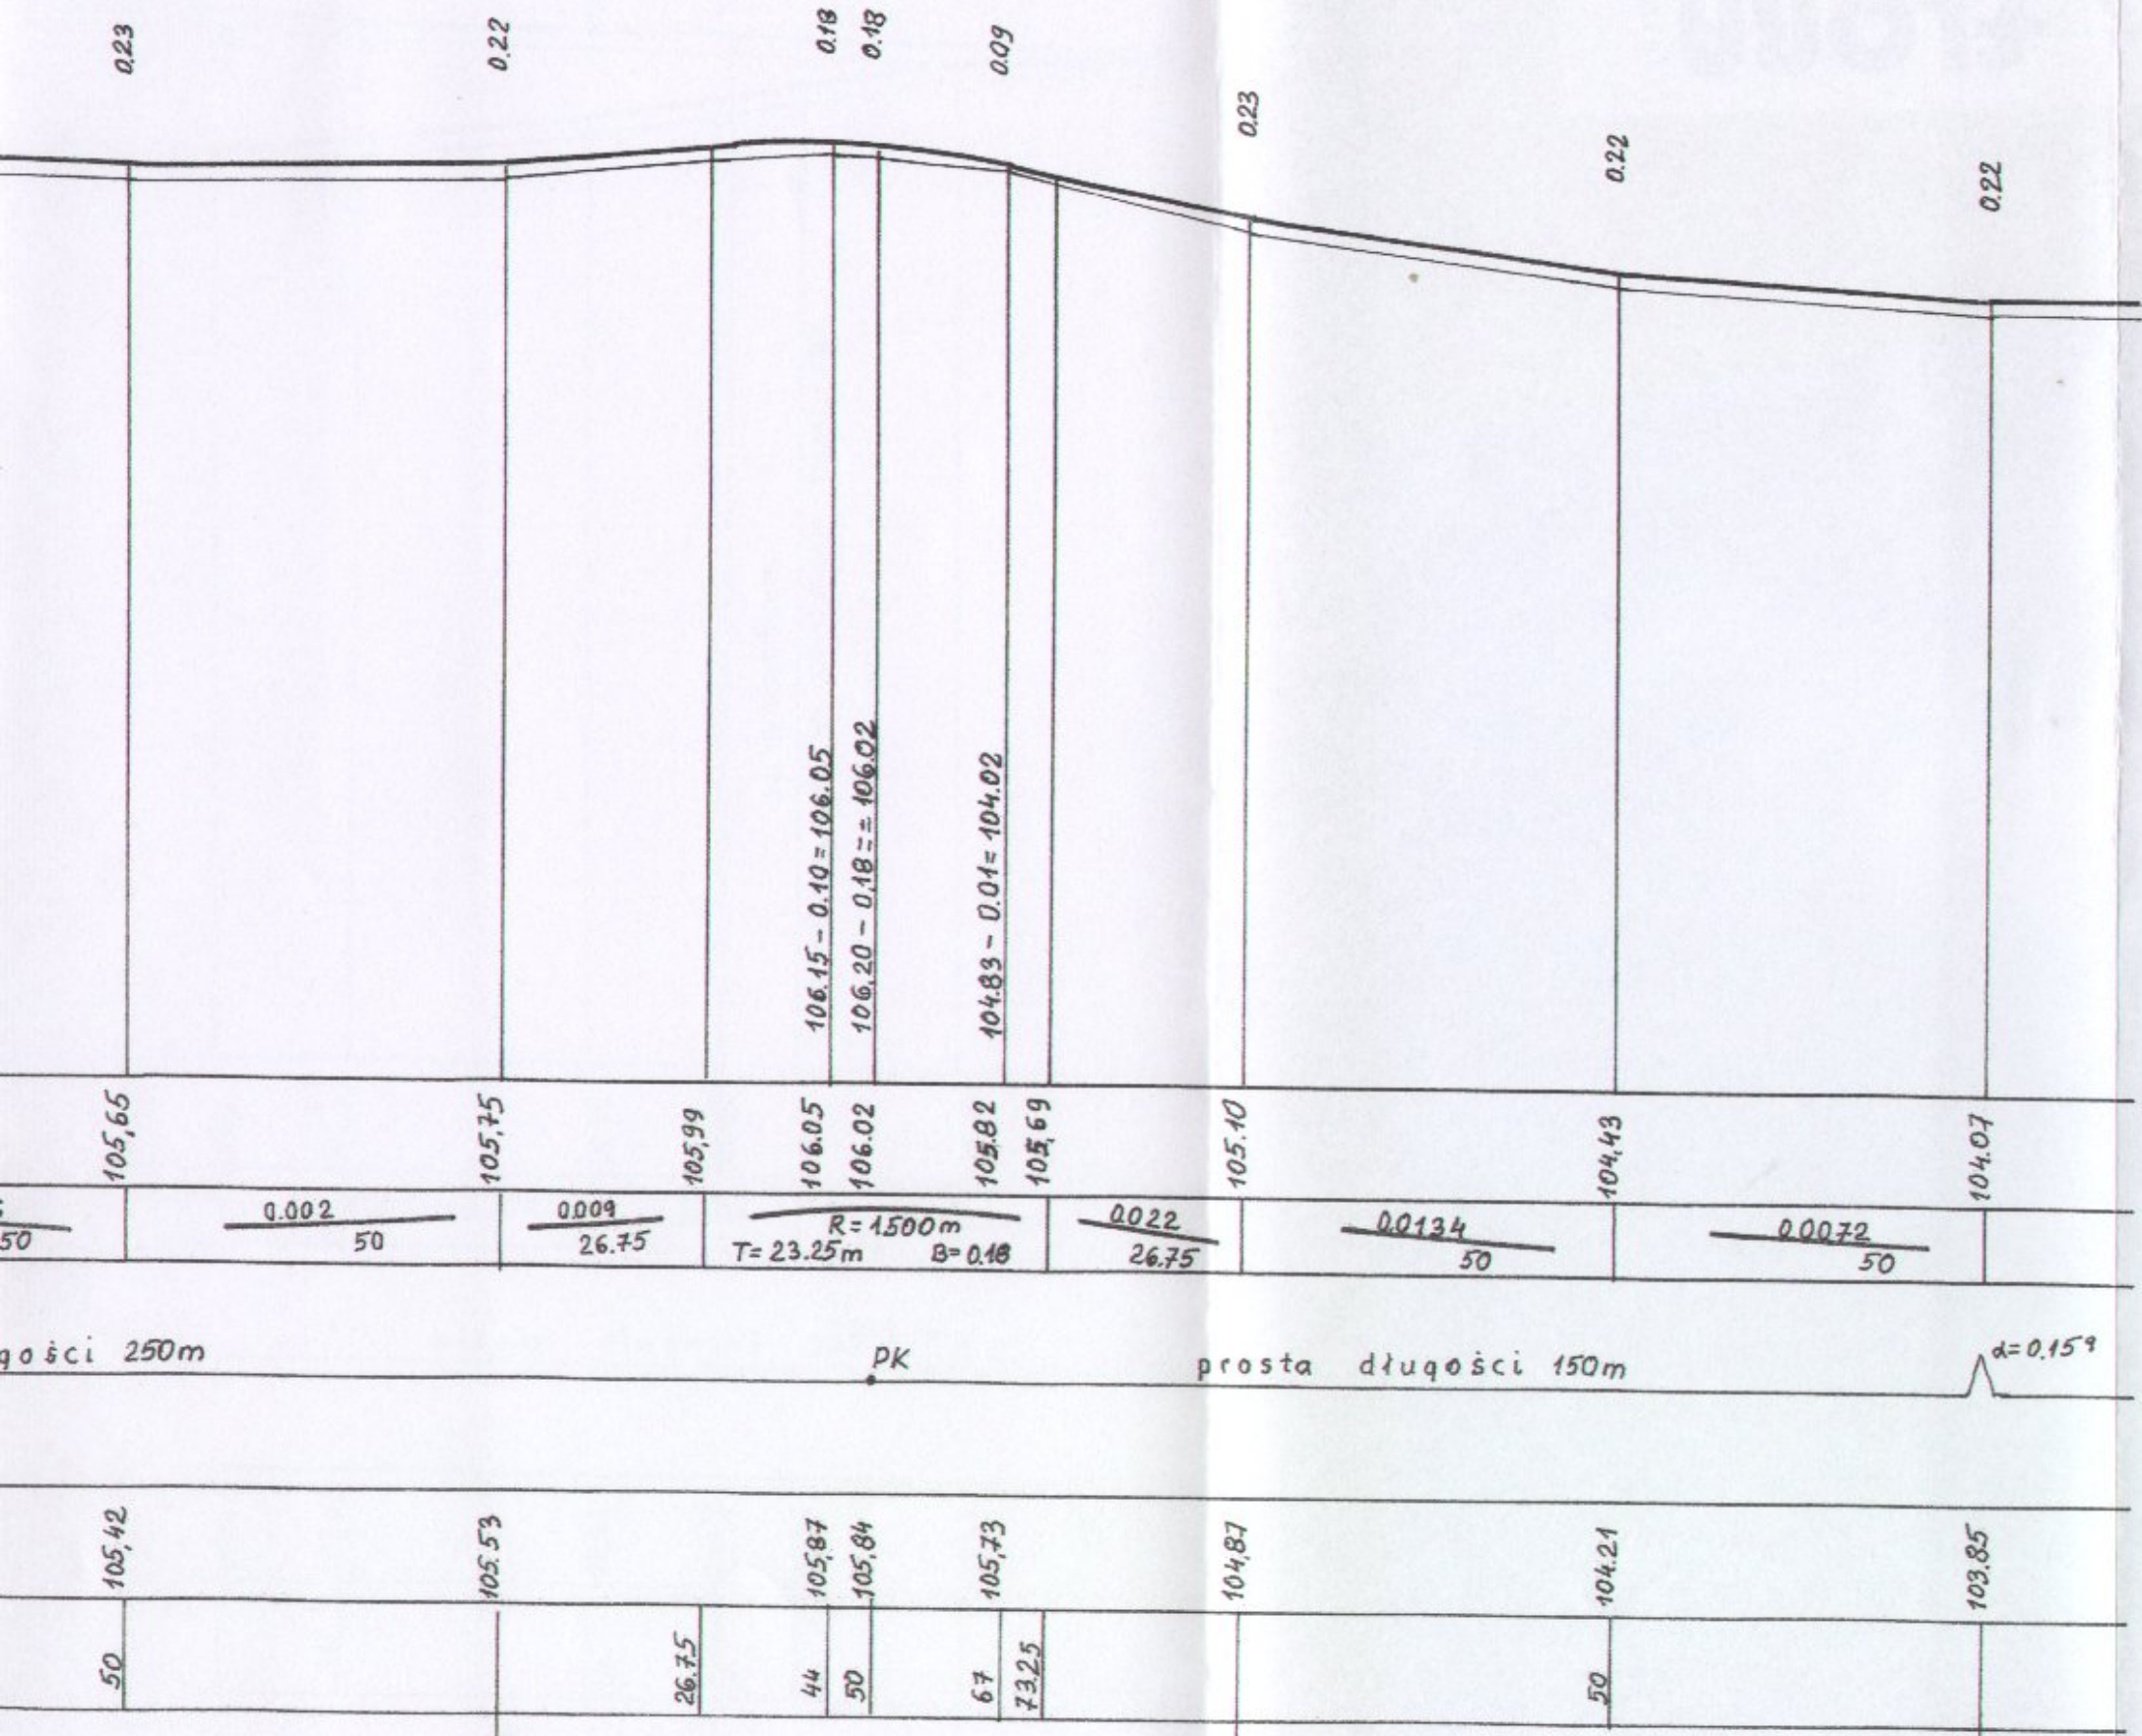 0.23 0.22 0.18 0.18 0.09 0.23 0.22 0.22
106.15 - 0.10 = 106.05
106,20 - 0,18 = = 106.02
104.83 - 0.01 = 104.02
105,65 105,75 105,99 106.05 106.02 105.82 105,69 105.10 104,43 104.07
50
0.002 50
0.009 26.75
R = 1500 m
T = 23.25 m B = 0.18
0.022 26.75
0.0134 50
0.0072 50
gości 250m PK prosta długości 150m α = 0.15g
105,42 105.53 105,87 105,84 105,73 104,87 104.21 103.85
50 26.75 44 50 67 73.25 50